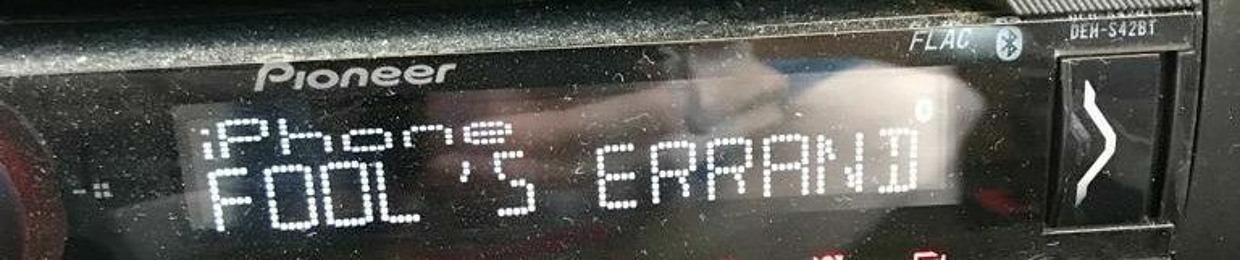 FLAC
DEH-S42BT
Pioneer
iPhone
FOOL'S ERRAND